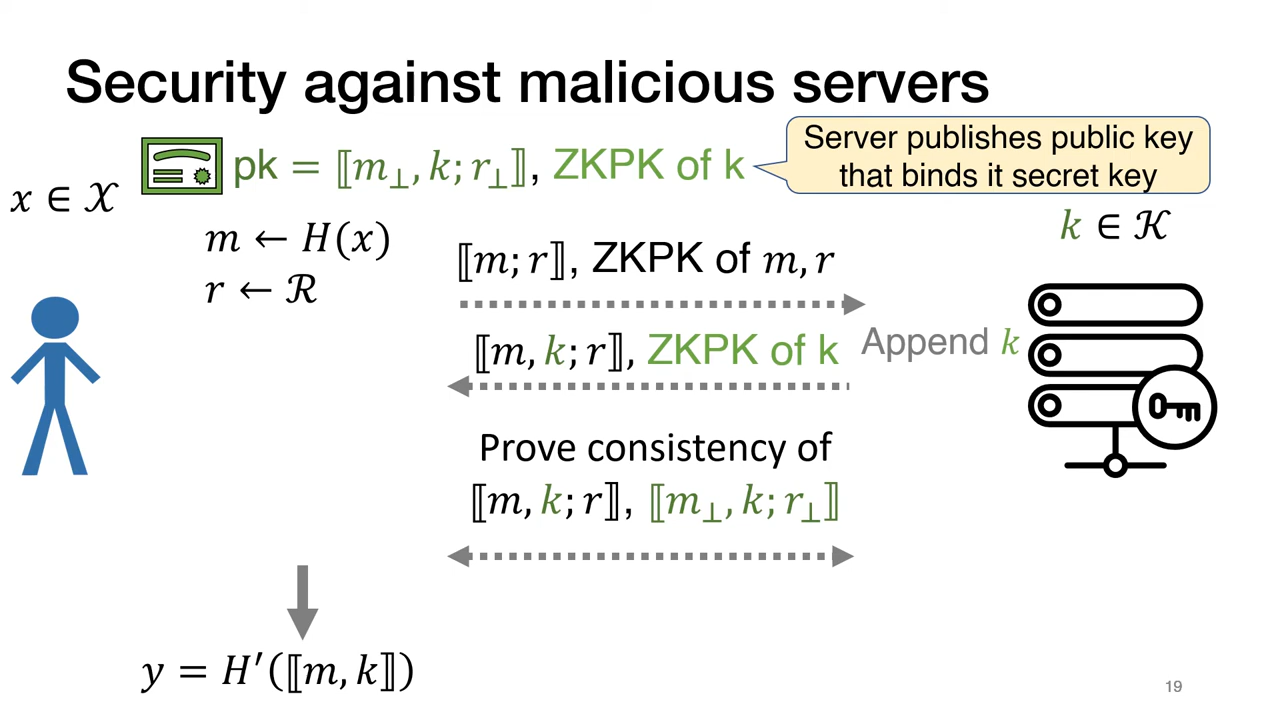 Security against malicious servers
pk = ⟦m⊥, k; r⊥⟧, ZKPK of k
Server publishes public key
that binds it secret key
x ∈ 𝒳
k ∈ 𝒦
m ← H(x)
r ← ℛ
⟦m; r⟧, ZKPK of m, r
⟦m, k; r⟧, ZKPK of k
Append k
Prove consistency of
⟦m, k; r⟧, ⟦m⊥, k; r⊥⟧
y = H′(⟦m, k⟧)
19